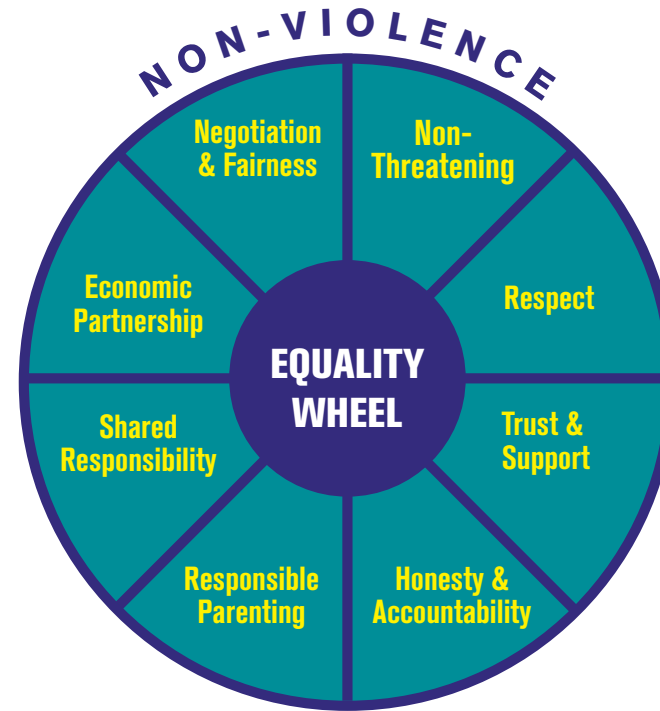 NON-VIOLENCE
Negotiation
& Fairness
Non-
Threatening
Economic
Partnership
Respect
EQUALITY
WHEEL
Shared
Responsibility
Trust &
Support
Responsible
Parenting
Honesty &
Accountability